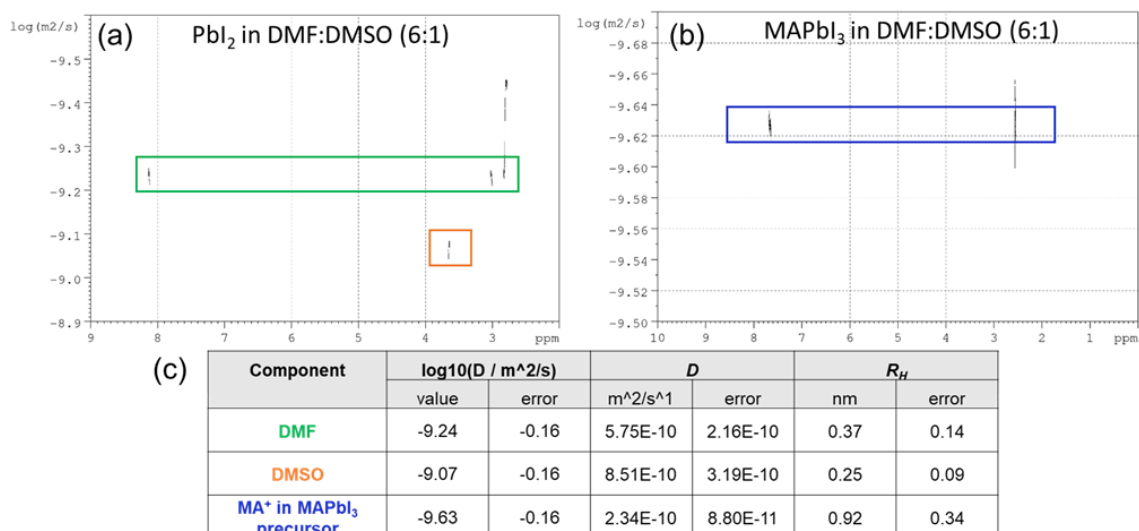 log(m2/s)
(a)
PbI2 in DMF:DMSO (6:1)
-9.5
-9.4
-9.3
-9.2
-9.1
-9.0
-8.9
9 8 7 6 5 4 3 ppm
log(m2/s)
(b)
MAPbI3 in DMF:DMSO (6:1)
-9.68
-9.66
-9.64
-9.62
-9.60
-9.58
-9.56
-9.54
-9.52
-9.50
10 9 8 7 6 5 4 3 2 1 ppm
(c)
Component log10(D / m^2/s) D RH
value error m^2/s^1 error nm error
DMF -9.24 -0.16 5.75E-10 2.16E-10 0.37 0.14
DMSO -9.07 -0.16 8.51E-10 3.19E-10 0.25 0.09
MA+ in MAPbI3
precursor -9.63 -0.16 2.34E-10 8.80E-11 0.92 0.34